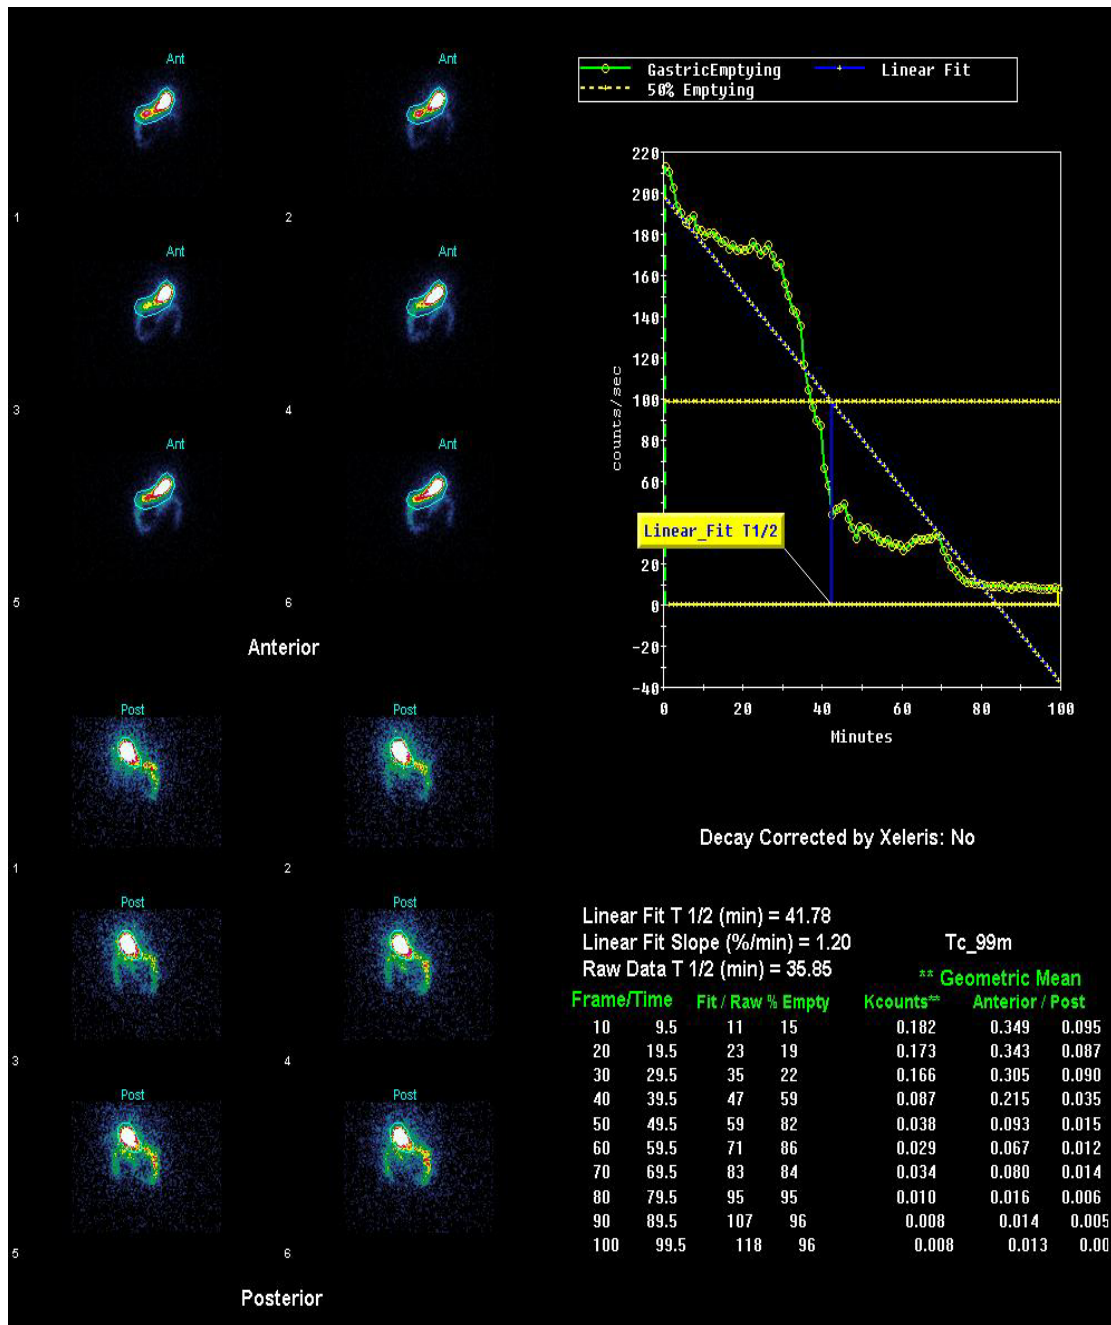 Ant
Ant
1
2
Ant
Ant
3
4
Ant
Ant
5
6
Anterior
Post
Post
1
2
Post
Post
3
4
Post
Post
5
6
Posterior
GastricEmptying
Linear Fit
50% Emptying
220
200
180
160
140
120
100
80
60
20
0
-20
-40
counts/sec
Linear_Fit T1/2
0 20 40 60 80 100
Minutes
Decay Corrected by Xeleris: No
Linear Fit T 1/2 (min) = 41.78
Linear Fit Slope (%/min) = 1.20 Tc_99m
Raw Data T 1/2 (min) = 35.85 ** Geometric Mean
Frame/Time Fit / Raw % Empty Kcounts** Anterior / Post
10 9.5 11 15 0.182 0.349 0.095
20 19.5 23 19 0.173 0.343 0.087
30 29.5 35 22 0.166 0.305 0.090
40 39.5 47 59 0.087 0.215 0.035
50 49.5 59 82 0.038 0.093 0.015
60 59.5 71 86 0.029 0.067 0.012
70 69.5 83 84 0.034 0.080 0.014
80 79.5 95 95 0.010 0.016 0.006
90 89.5 107 96 0.008 0.014 0.005
100 99.5 118 96 0.008 0.013 0.00